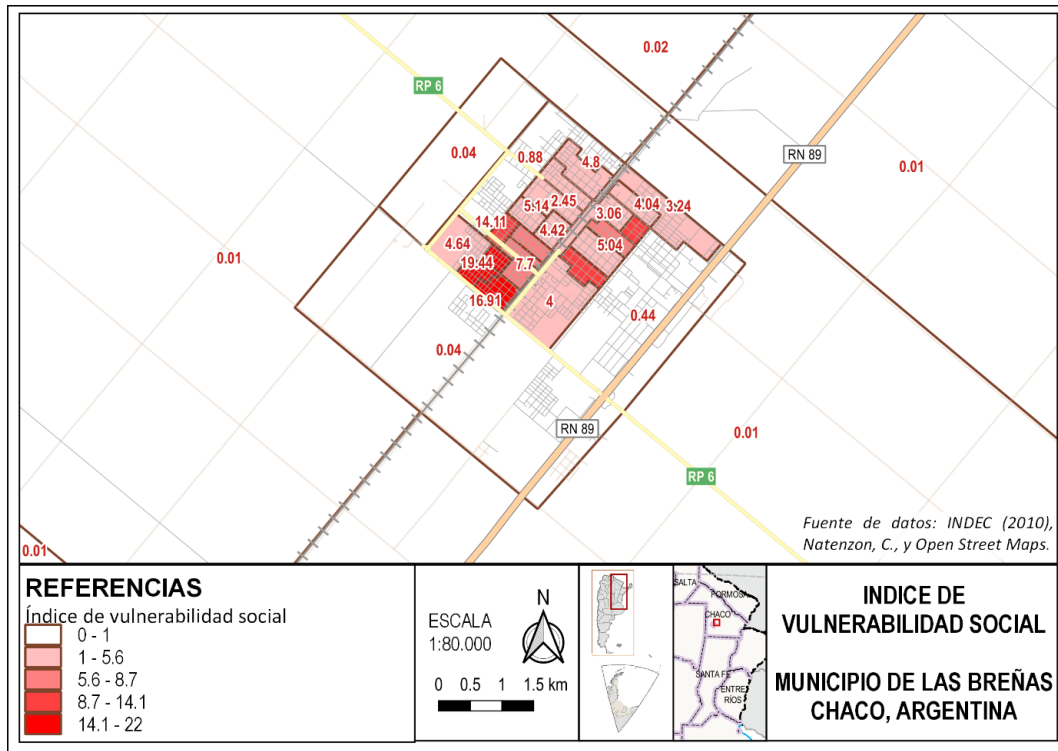 0.02
RP 6
RN 89
0.04
0.88
4.8
0.01
5.14
2.45
4.04
3.24
3.06
14.11
4.42
4.64
5.04
0.01
19.44
7.7
16.91
4
0.44
0.04
RN 89
0.01
RP 6
Fuente de datos: INDEC (2010),
Natenzon, C., y Open Street Maps.
0.01
REFERENCIAS
Índice de vulnerabilidad social
0 - 1
1 - 5.6
5.6 - 8.7
8.7 - 14.1
14.1 - 22
ESCALA
1:80.000
N
0 0.5 1 1.5 km
SALTA
FORMOSA
CHACO
SANTA FE
ENTRE
RÍOS
INDICE DE
VULNERABILIDAD SOCIAL
MUNICIPIO DE LAS BREÑAS
CHACO, ARGENTINA